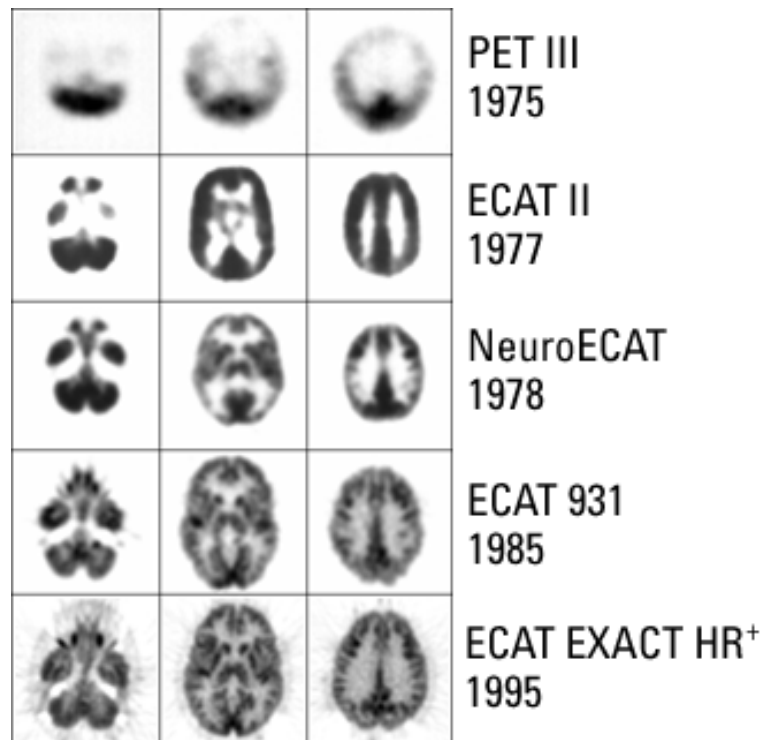 PET III
1975
ECAT II
1977
NeuroECAT
1978
ECAT 931
1985
ECAT EXACT HR⁺
1995